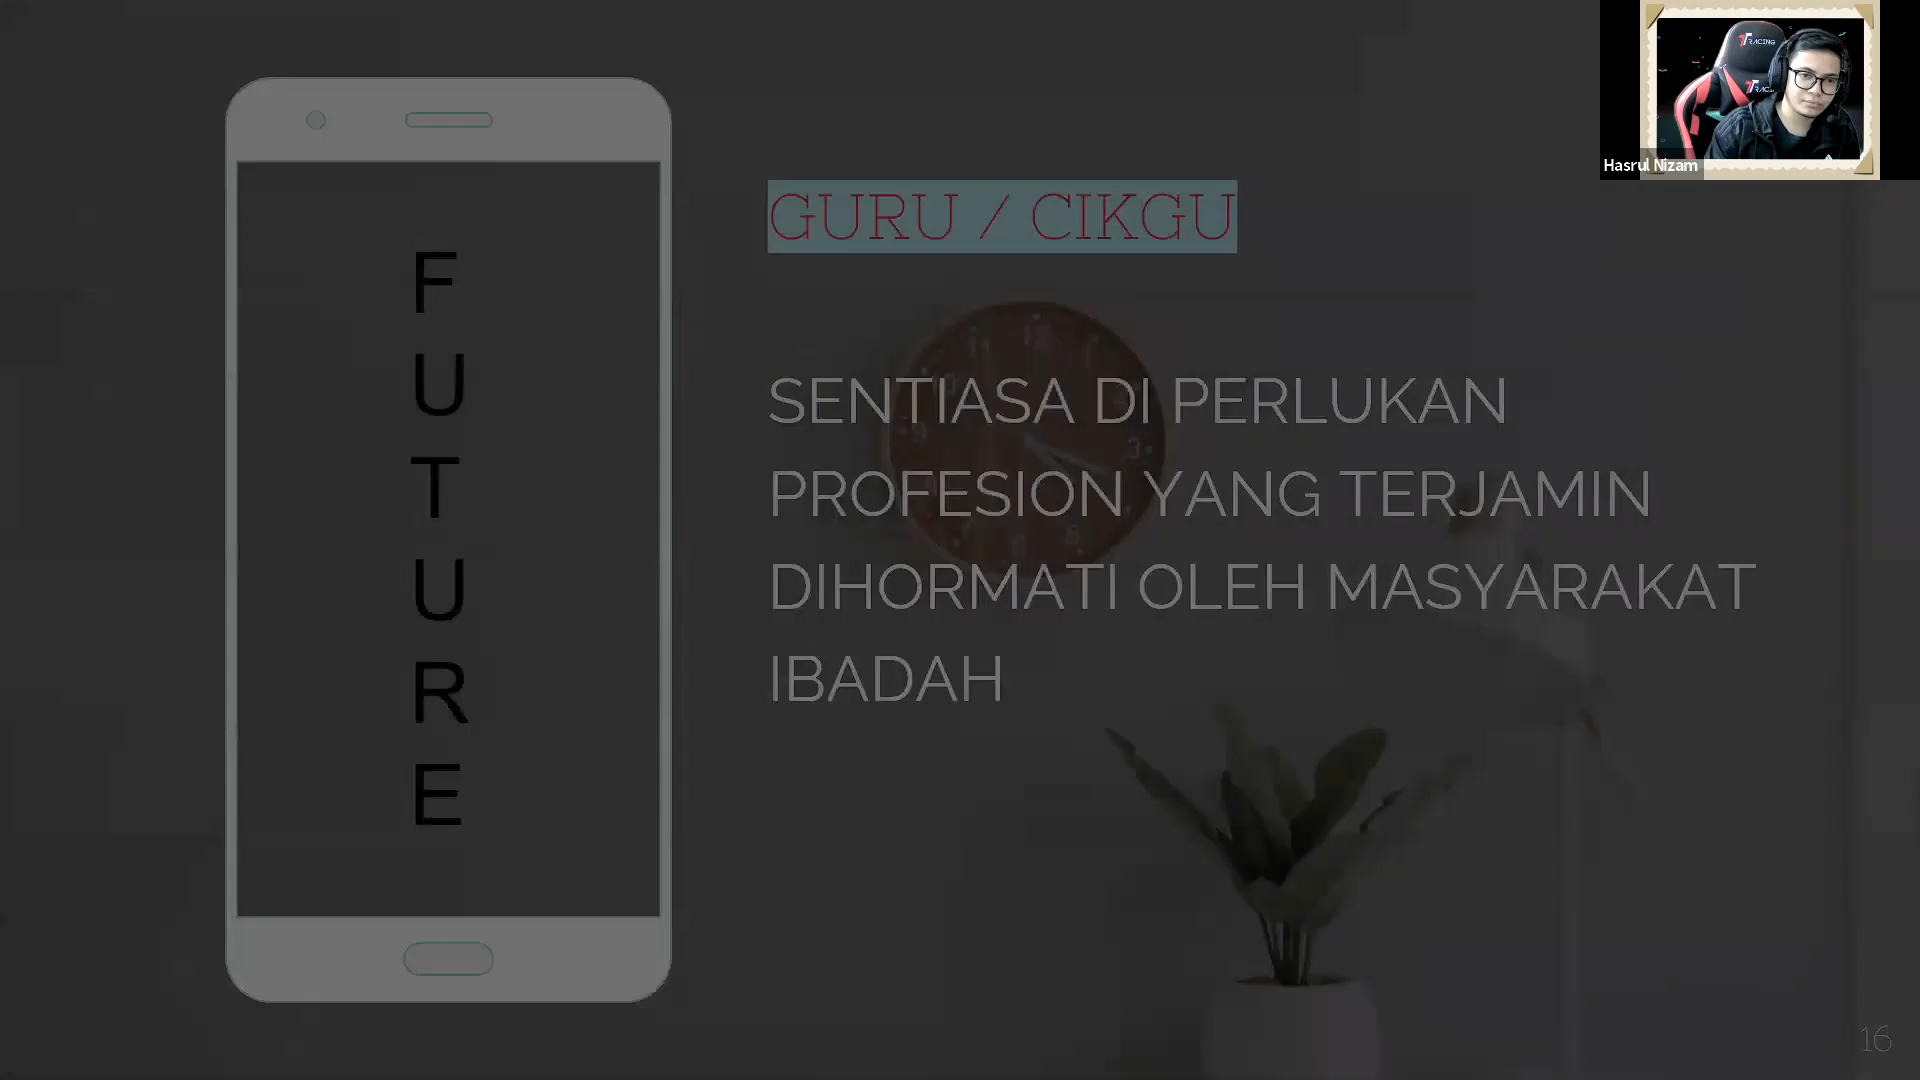 F
U
T
U
R
E
GURU / CIKGU
SENTIASA DI PERLUKAN
PROFESION YANG TERJAMIN
DIHORMATI OLEH MASYARAKAT
IBADAH
Hasrul Nizam
16